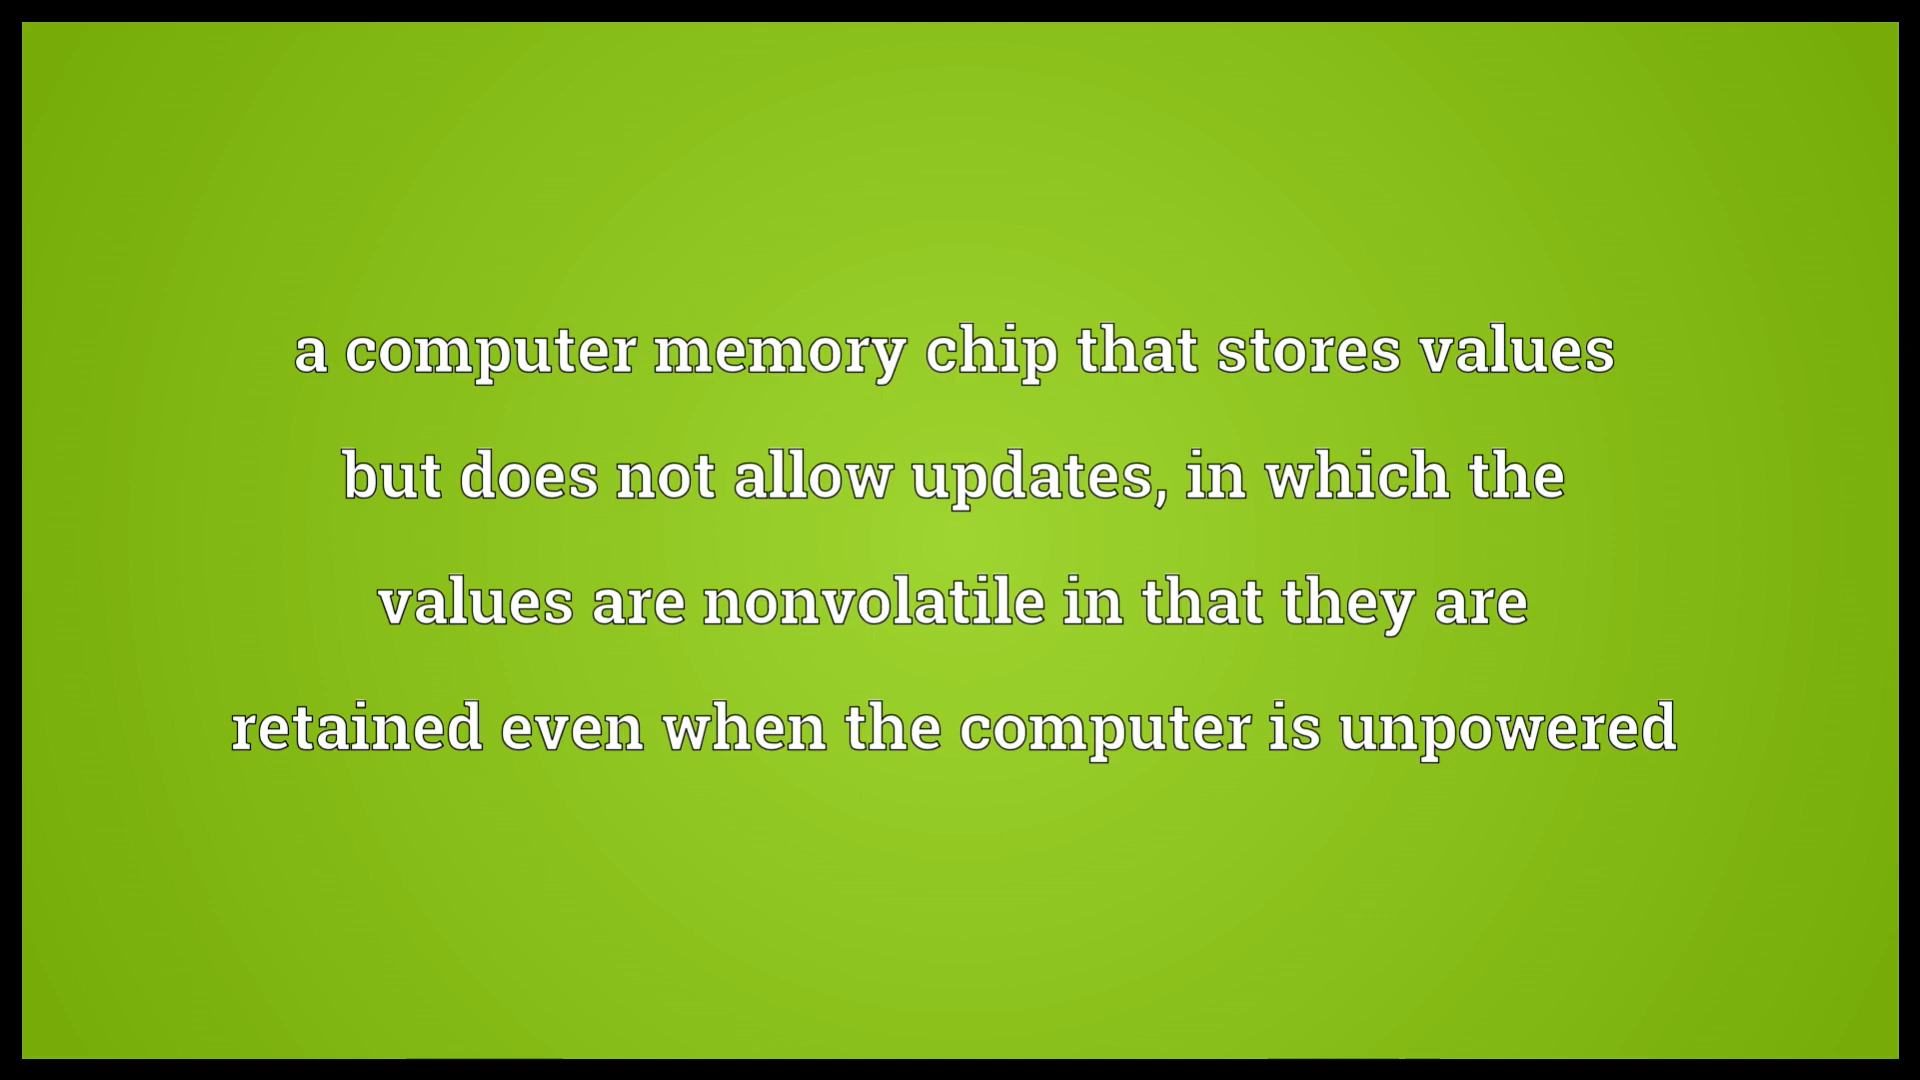 a computer memory chip that stores values
but does not allow updates, in which the
values are nonvolatile in that they are
retained even when the computer is unpowered